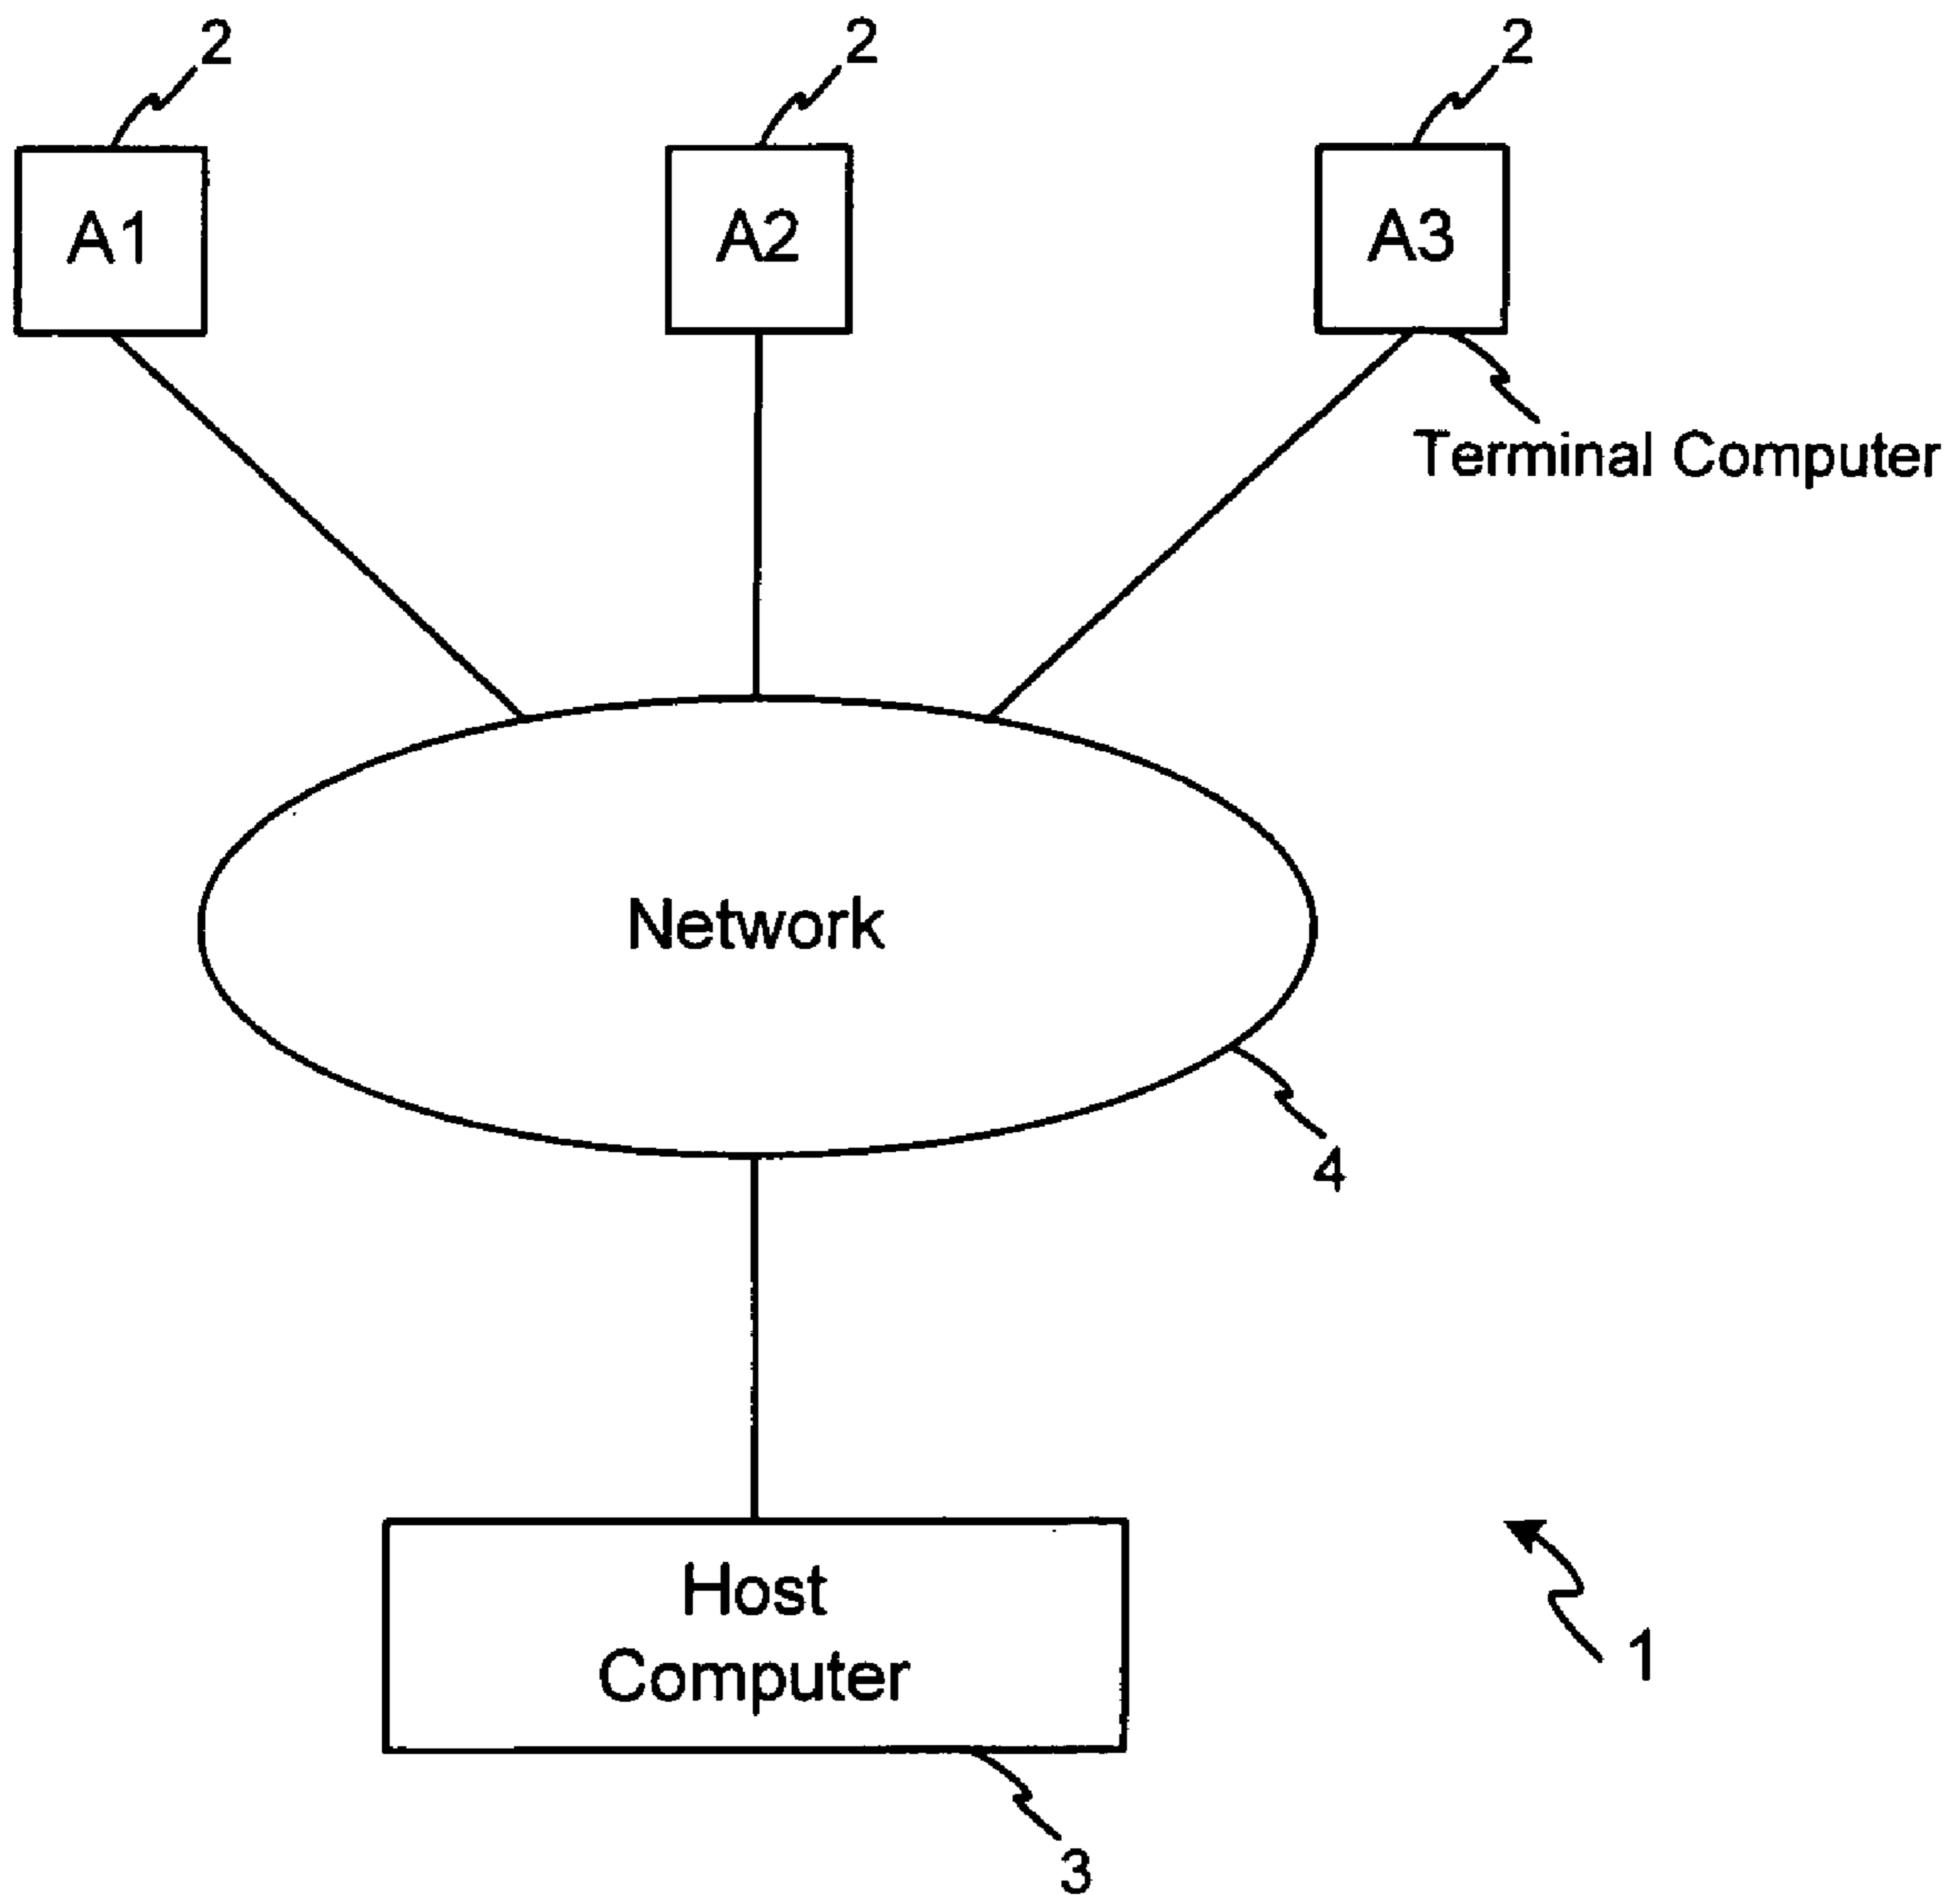 2
2
2
A1
A2
A3
Terminal Computer
Network
4
Host
Computer
1
3